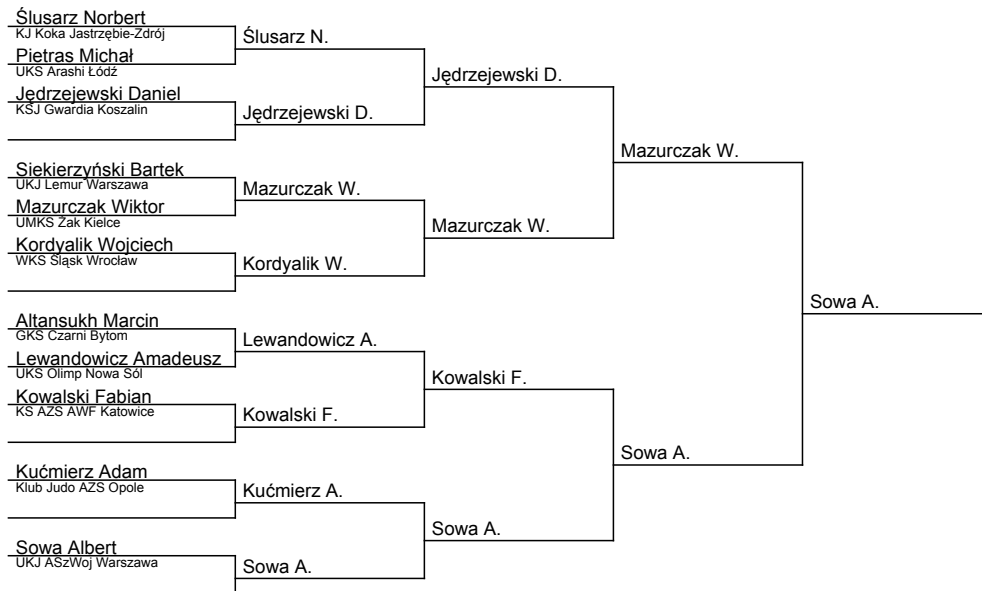 Ślusarz Norbert
KJ Koka Jastrzębie-Zdrój
Pietras Michał
UKS Arashi Łódź
Jędrzejewski Daniel
KSJ Gwardia Koszalin
Siekierzyński Bartek
UKJ Lemur Warszawa
Mazurczak Wiktor
UMKS Żak Kielce
Kordyalik Wojciech
WKS Śląsk Wrocław
Altansukh Marcin
GKS Czarni Bytom
Lewandowicz Amadeusz
UKS Olimp Nowa Sól
Kowalski Fabian
KS AZS AWF Katowice
Kućmierz Adam
Klub Judo AZS Opole
Sowa Albert
UKJ ASzWoj Warszawa
Ślusarz N.
Jędrzejewski D.
Mazurczak W.
Kordyalik W.
Lewandowicz A.
Kowalski F.
Kućmierz A.
Sowa A.
Jędrzejewski D.
Mazurczak W.
Kowalski F.
Sowa A.
Mazurczak W.
Sowa A.
Sowa A.